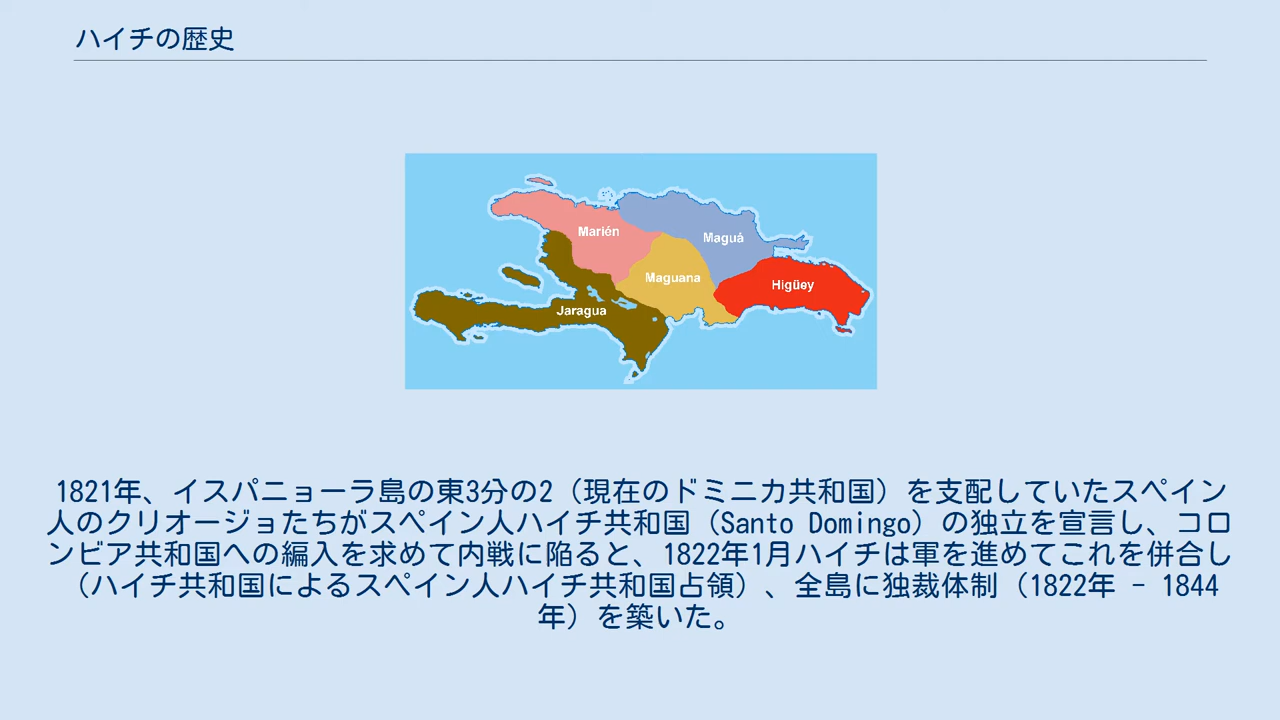 ハイチの歴史
Marién
Maguá
Maguana
Higüey
Jaragua
1821年、イスパニョーラ島の東3分の2（現在のドミニカ共和国）を支配していたスペイン
人のクリオージョたちがスペイン人ハイチ共和国（Santo Domingo）の独立を宣言し、コロ
ンビア共和国への編入を求めて内戦に陥ると、1822年1月ハイチは軍を進めてこれを併合し
（ハイチ共和国によるスペイン人ハイチ共和国占領）、全島に独裁体制（1822年 - 1844
年）を築いた。